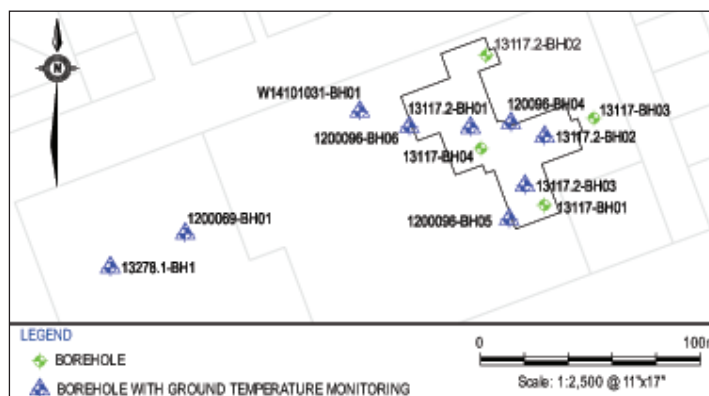 N
13117.2-BH02
W14101031-BH01
13117.2-BH01
120096-BH04
13117-BH03
1200096-BH06
13117-BH04
13117.2-BH02
13117.2-BH03
1200096-BH05
13117-BH01
1200069-BH01
13278.1-BH1
LEGEND
BOREHOLE
BOREHOLE WITH GROUND TEMPERATURE MONITORING
0 100m
Scale: 1:2,500 @ 11"x17"